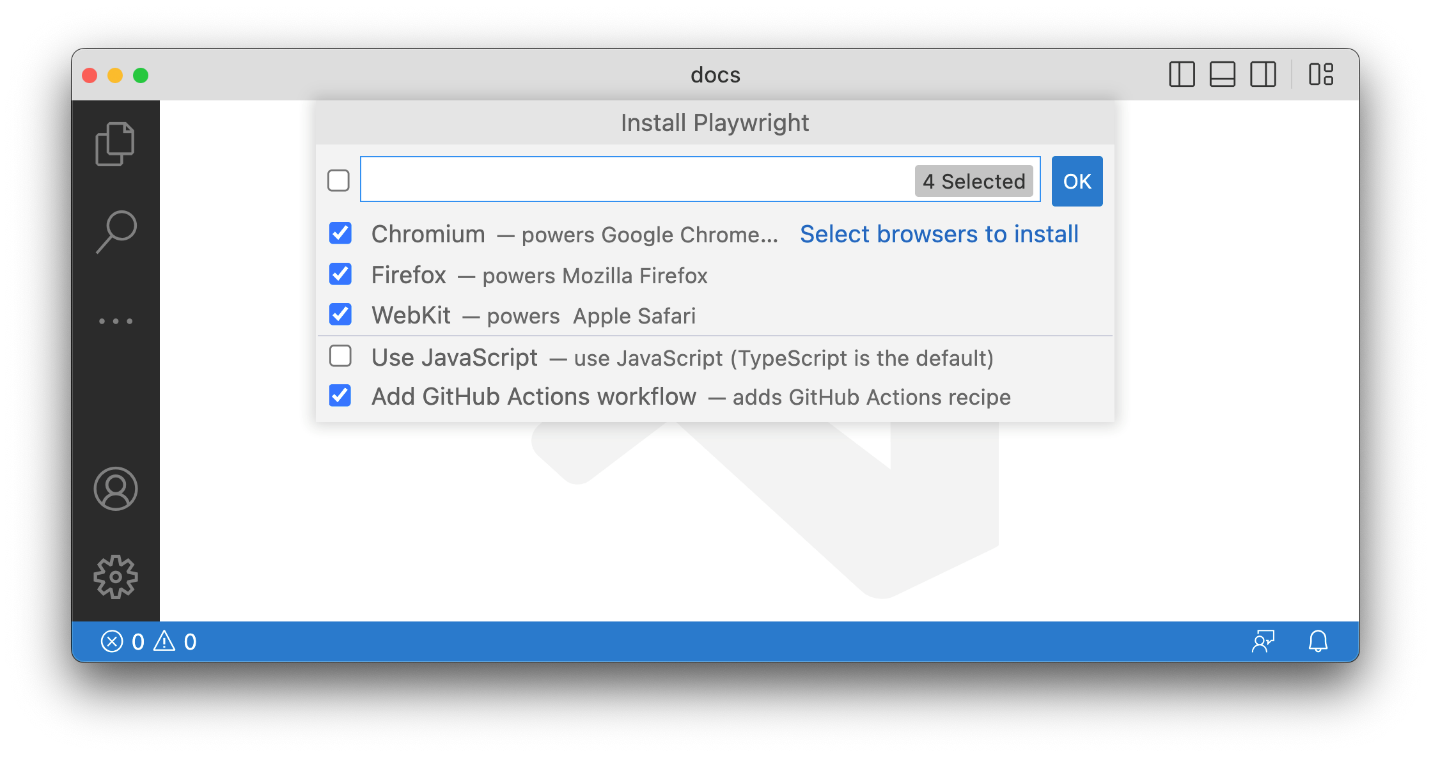 docs
Install Playwright
4 Selected OK
Chromium — powers Google Chrome... Select browsers to install
Firefox — powers Mozilla Firefox
WebKit — powers Apple Safari
Use JavaScript — use JavaScript (TypeScript is the default)
Add GitHub Actions workflow — adds GitHub Actions recipe
0 0